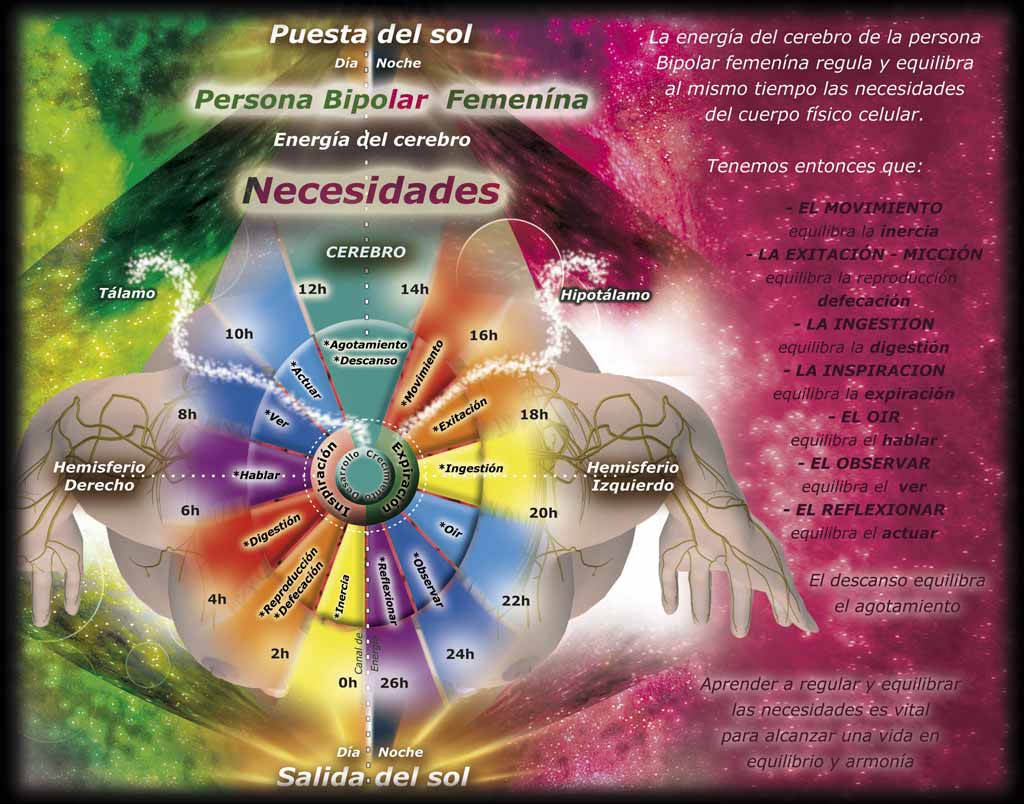 Puesta del sol
Día Noche
Persona Bipolar Femenína
Energía del cerebro
Necesidades
CEREBRO
12h
14h
Tálamo
Hipotálamo
10h
16h
*Agotamiento
*Descanso
*Actuar
*Movimiento
8h
*Ver
*Exitación
18h
Hemisferio
Derecho
*Hablar
Inspiración
Expiración
Desarrollo Crecimiento
*Ingestión
Hemisferio
Izquierdo
6h
*Digestión
*Oir
20h
*Reproducción
*Defecación
*Inercia
*Reflexionar
*Observar
4h
22h
2h
24h
Canal de
Energía
0h
26h
Día Noche
Salida del sol
La energía del cerebro de la persona
Bipolar femenína regula y equilibra
al mismo tiempo las necesidades
del cuerpo físico celular.
Tenemos entonces que:
- EL MOVIMIENTO
equilibra la inercia
- LA EXITACIÓN - MICCIÓN
equilibra la reproducción
defecación
- LA INGESTION
equilibra la digestión
- LA INSPIRACION
equilibra la expiración
- EL OIR
equilibra el hablar
- EL OBSERVAR
equilibra el ver
- EL REFLEXIONAR
equilibra el actuar
El descanso equilibra
el agotamiento
Aprender a regular y equilibrar
las necesidades es vital
para alcanzar una vida en
equilibrio y armonía